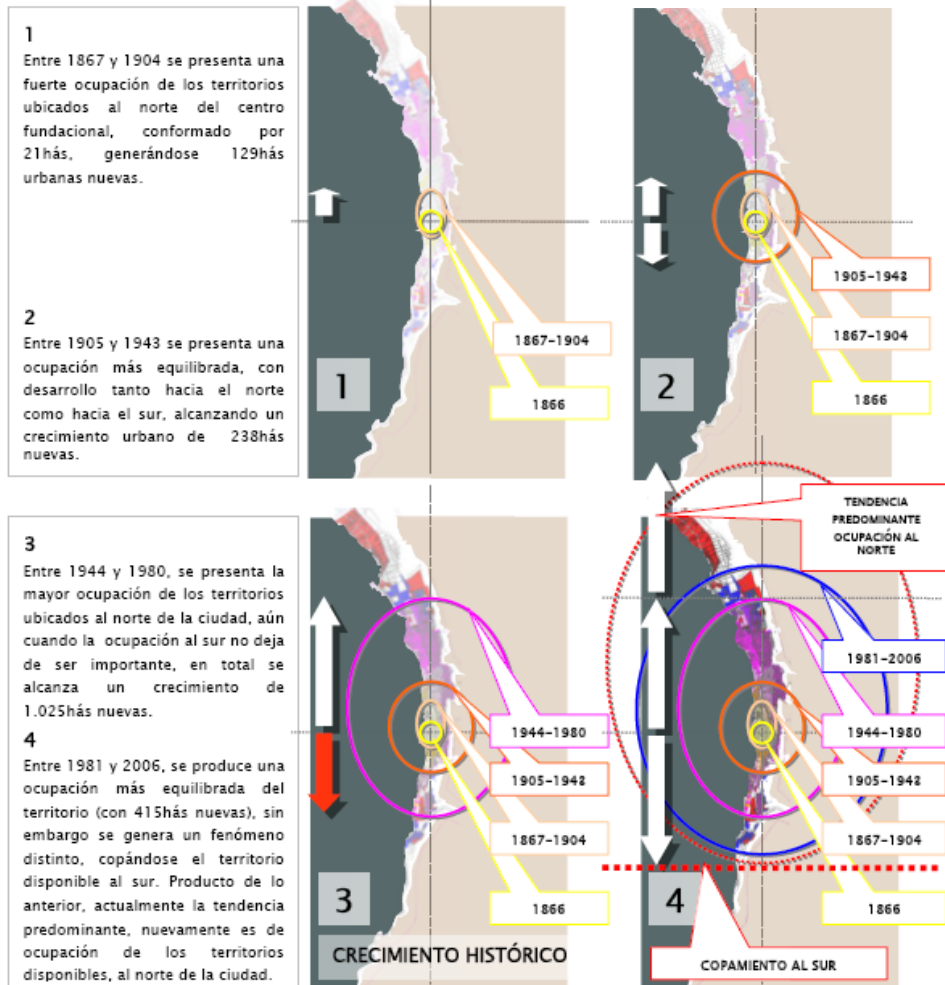 1
Entre 1867 y 1904 se presenta una
fuerte ocupación de los territorios
ubicados al norte del centro
fundacional, conformado por
21hás, generándose 129hás
urbanas nuevas.
2
Entre 1905 y 1943 se presenta una
ocupación más equilibrada, con
desarrollo tanto hacia el norte
como hacia el sur, alcanzando un
crecimiento urbano de 238hás
nuevas.
1867-1904
1866
1
1905-1943
1867-1904
1866
2
3
Entre 1944 y 1980, se presenta la
mayor ocupación de los territorios
ubicados al norte de la ciudad, aún
cuando la ocupación al sur no deja
de ser importante, en total se
alcanza un crecimiento de
1.025hás nuevas.
4
Entre 1981 y 2006, se produce una
ocupación más equilibrada del
territorio (con 415hás nuevas), sin
embargo se genera un fenómeno
distinto, copándose el territorio
disponible al sur. Producto de lo
anterior, actualmente la tendencia
predominante, nuevamente es de
ocupación de los territorios
disponibles, al norte de la ciudad.
1944-1980
1905-1943
1867-1904
1866
3
CRECIMIENTO HISTÓRICO
TENDENCIA
PREDOMINANTE
OCUPACIÓN AL
NORTE
1981-2006
1944-1980
1905-1943
1867-1904
1866
4
COPAMIENTO AL SUR